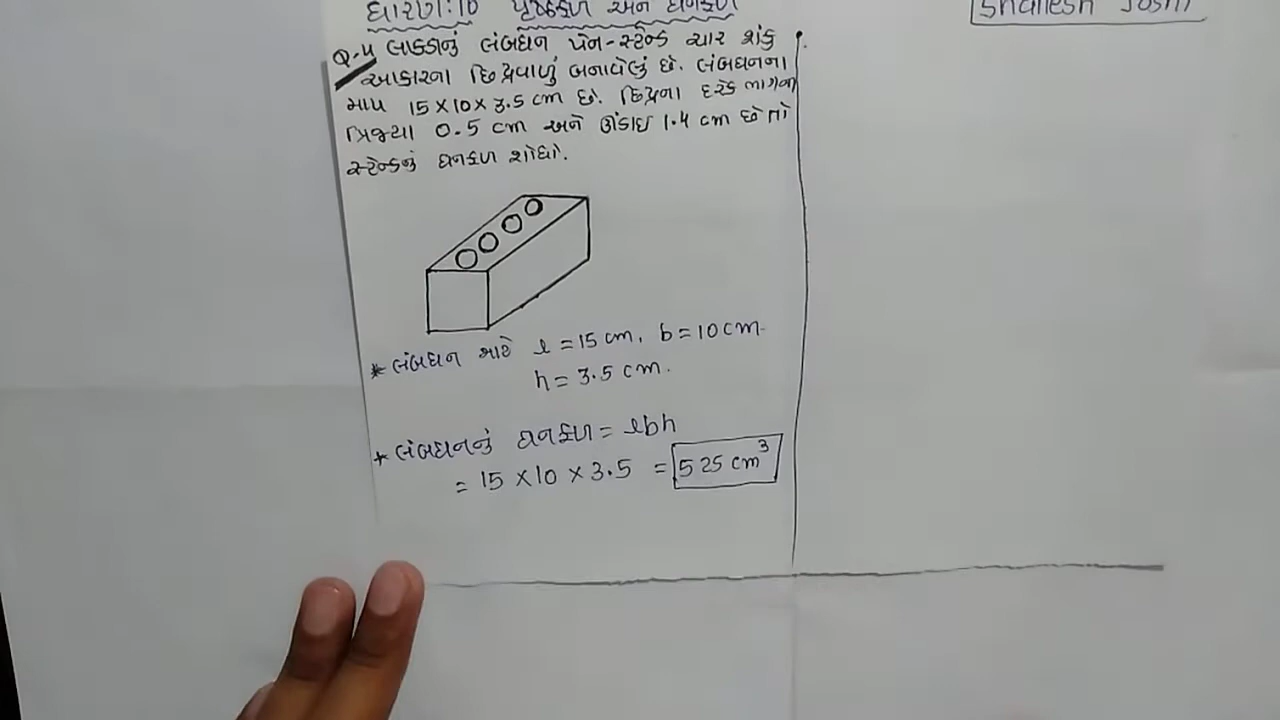 ધોરણ:10 પૃષ્ઠફળ અને ઘનફળ
Shailesh Joshi
Q-4 લાકડાનું લંબઘન પેન-સ્ટેન્ડ ચાર શંકુ
આકારના છિદ્રોવાળું બનાવેલું છે. લંબઘનના
માપ 15×10×3.5 cm છે. છિદ્રના દરેક ભાગની
ત્રિજ્યા 0.5 cm અને ઊંડાઇ 1.4 cm છે તો
સ્ટેન્ડનું ઘનફળ શોધો.
* લંબઘન માટે l = 15 cm, b = 10 cm
h = 3.5 cm.
* લંબઘનનું ઘનફળ = lbh
= 15 × 10 × 3.5 = 525 cm³